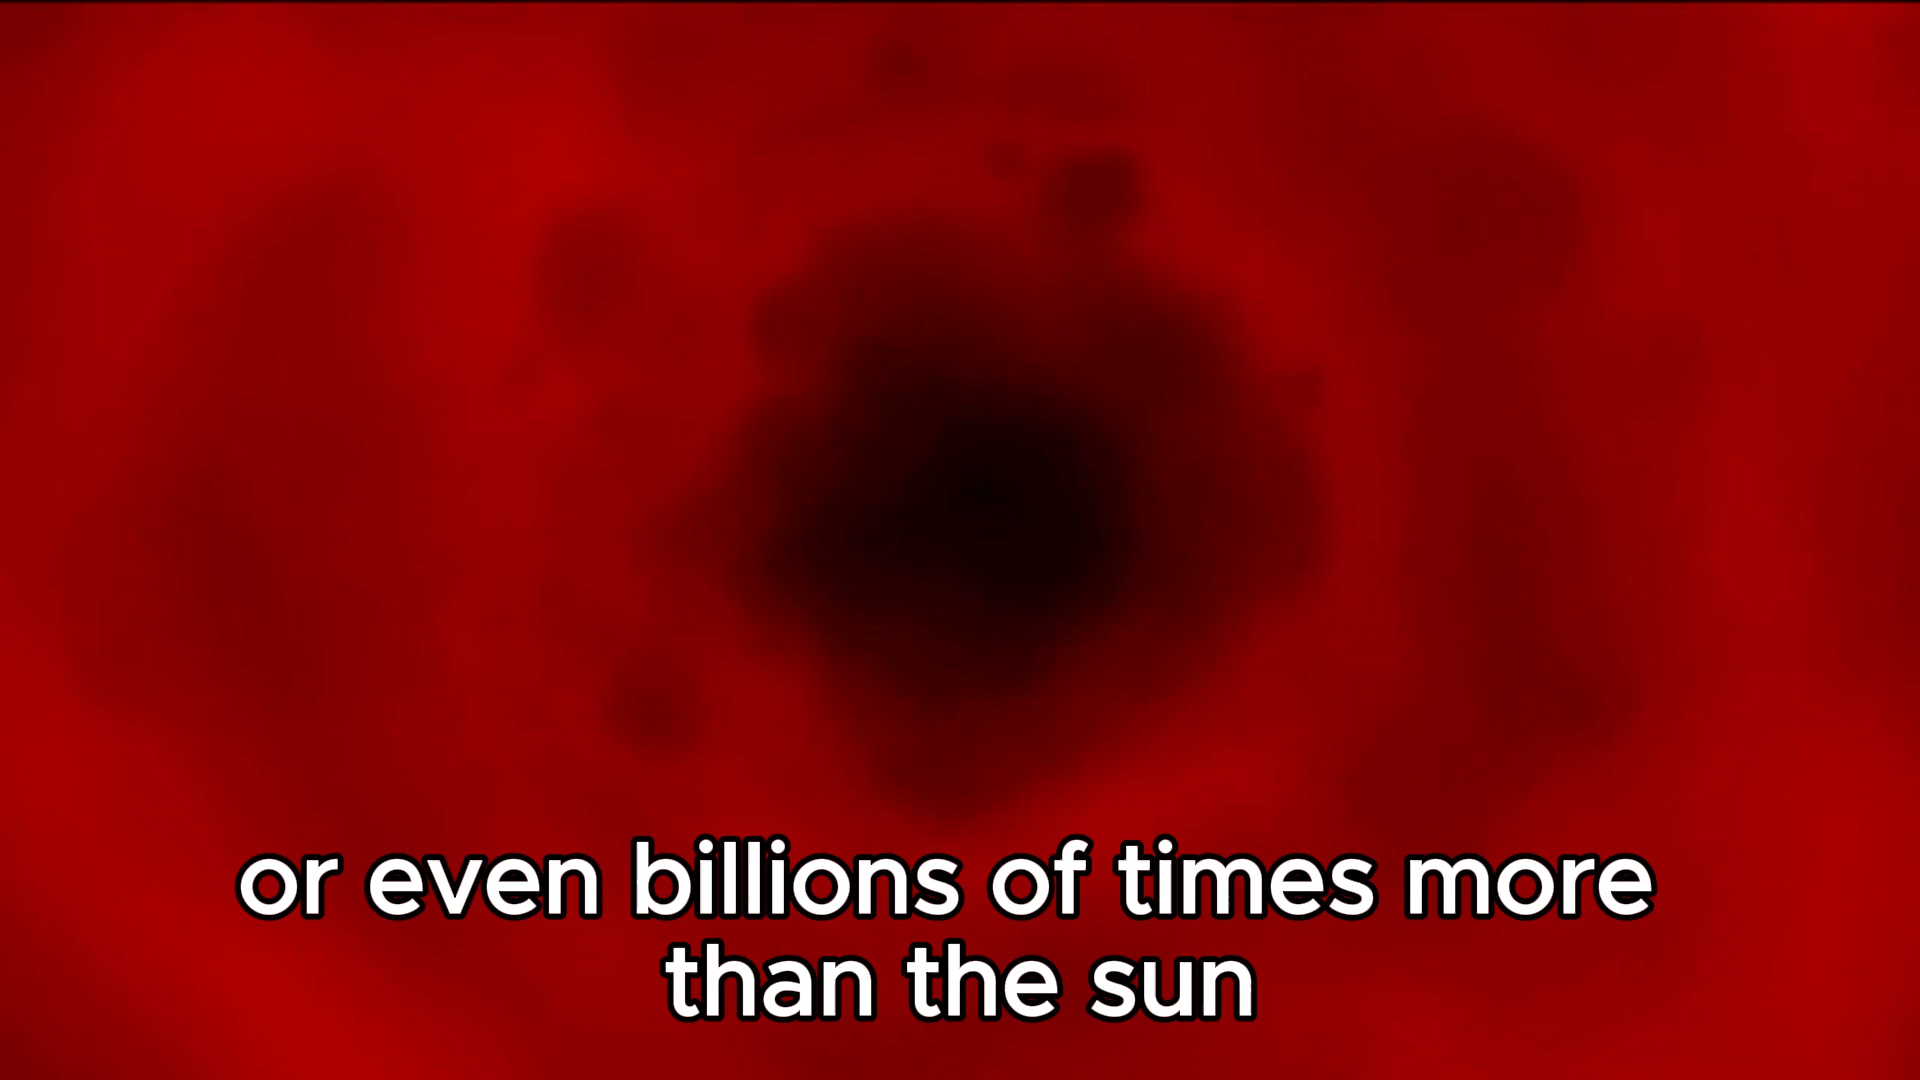 or even billions of times more
than the sun